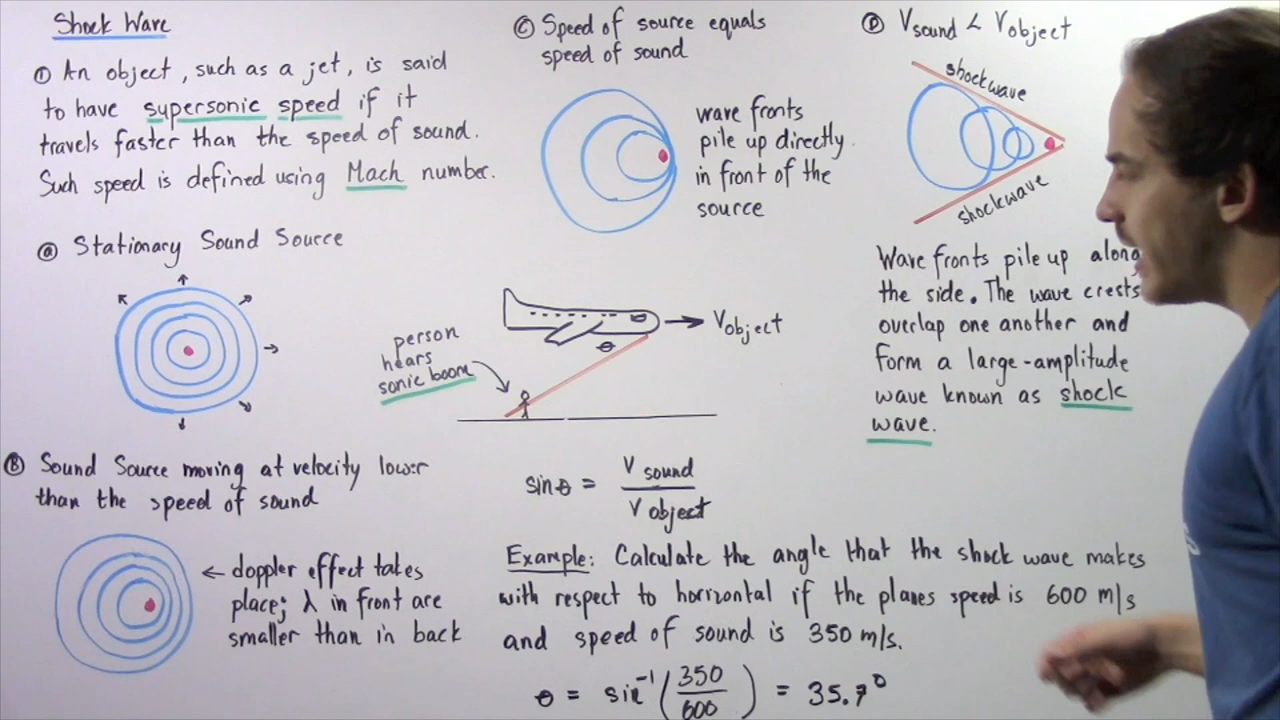 Shock Wave
① An object, such as a jet, is said
to have supersonic speed if it
travels faster than the speed of sound.
Such speed is defined using Mach number.
ⓐ Stationary Sound Source
Ⓑ Sound Source moving at velocity lower
than the speed of sound
← doppler effect takes
place; λ in front are
smaller than in back
Ⓒ Speed of source equals
speed of sound
wave fronts
pile up directly
in front of the
source
person
hears
sonic boom
θ
Vobject
sinθ = V sound / V object
Example: Calculate the angle that the shock wave makes
with respect to horizontal if the planes speed is 600 m/s
and speed of sound is 350 m/s.
θ = sin⁻¹(350/600) = 35.7°
Ⓓ Vsound < Vobject
shockwave
shockwave
Wave fronts pile up along
the side. The wave crests
overlap one another and
form a large-amplitude
wave known as shock
wave.